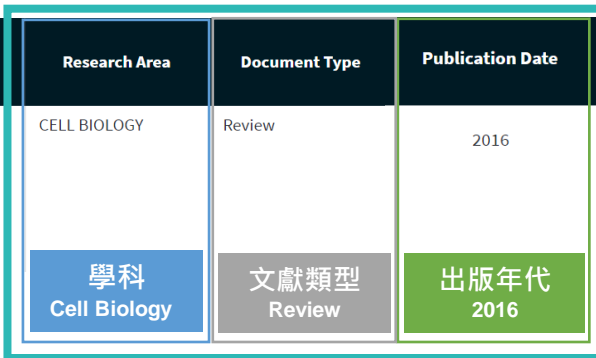 Research Area
Document Type
Publication Date
CELL BIOLOGY
Review
2016
學科
Cell Biology
文獻類型
Review
出版年代
2016